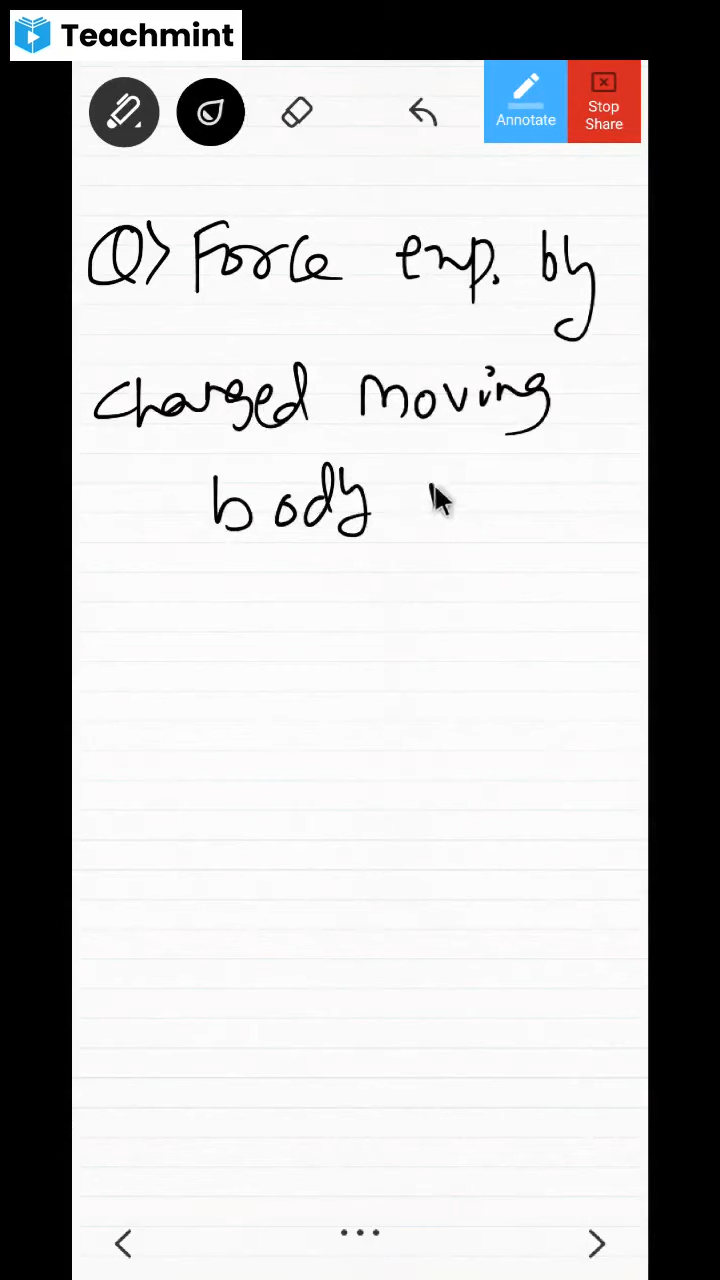 Teachmint
Annotate
Stop
Share
Q> Force exp. by
charged moving
body